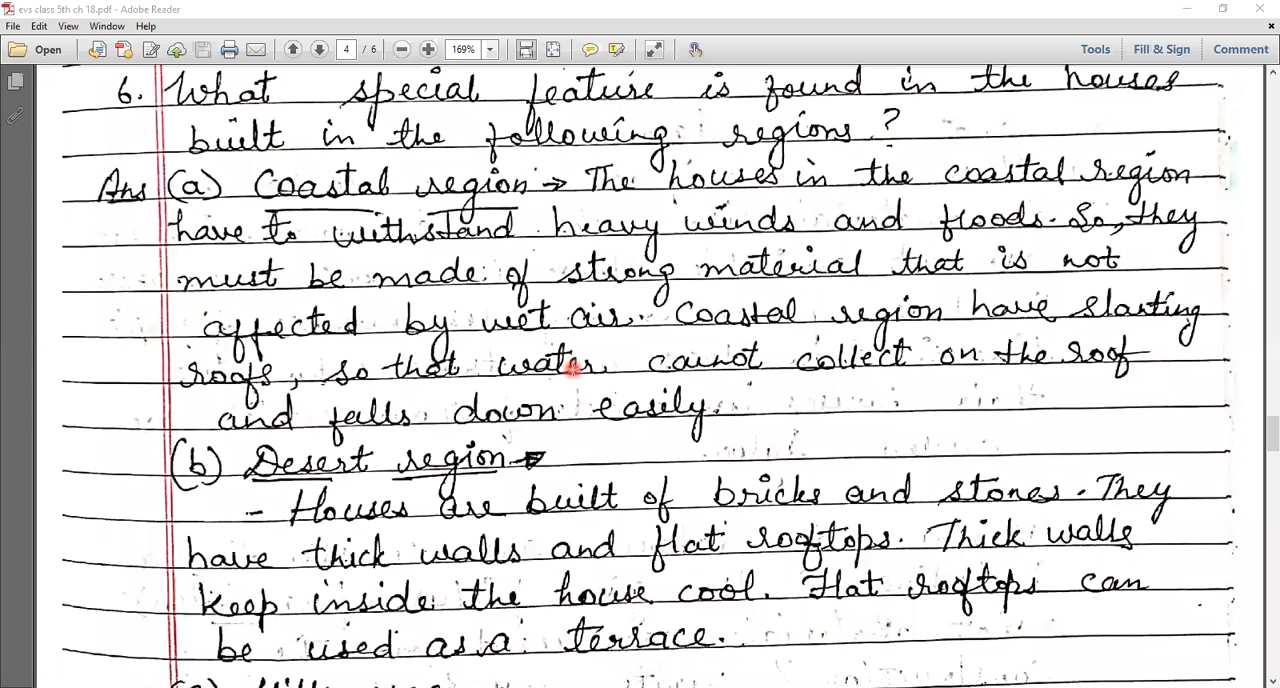 evs class 5th ch 18.pdf - Adobe Reader
File Edit View Window Help
Open 4 / 6 169% Tools Fill & Sign Comment
6. What special feature is found in the houses
built in the following regions?
Ans (a) Coastal region → The houses in the coastal region
have to withstand heavy winds and floods. So, they
must be made of strong material that is not
affected by wet air. Coastal region have slanting
roofs, so that water cannot collect on the roof
and falls down easily.
(b) Desert region →
- Houses are built of bricks and stones. They
have thick walls and flat rooftops. Thick walls
keep inside the house cool. Flat rooftops can
be used as a terrace.